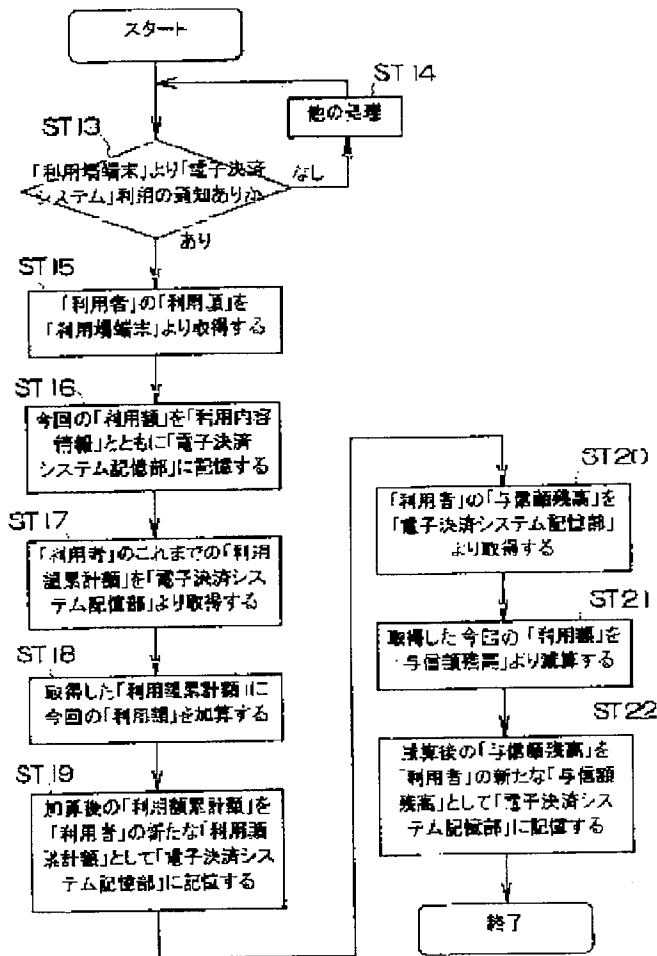 スタート
ST14
他の処理
ST13
「利用場端末」より「電子決済
システム」利用の通知ありか
なし
あり
ST15
「利用者」の「利用額」を
「利用場端末」より取得する
ST16
今回の「利用額」を「利用内容
情報」とともに「電子決済
システム記憶部」に記憶する
ST17
「利用者」のこれまでの「利用
額累計額」を「電子決済シス
テム記憶部」より取得する
ST18
取得した「利用額累計額」に
今回の「利用額」を加算する
ST19
加算後の「利用額累計額」を
「利用者」の新たな「利用額
累計額」として「電子決済シス
テム記憶部」に記憶する
ST20
「利用者」の「与信額残高」を
「電子決済システム記憶部」
より取得する
ST21
取得した今回の「利用額」を
「与信額残高」より減算する
ST22
減算後の「与信額残高」を
「利用者」の新たな「与信額
残高」として「電子決済シス
テム記憶部」に記憶する
終了